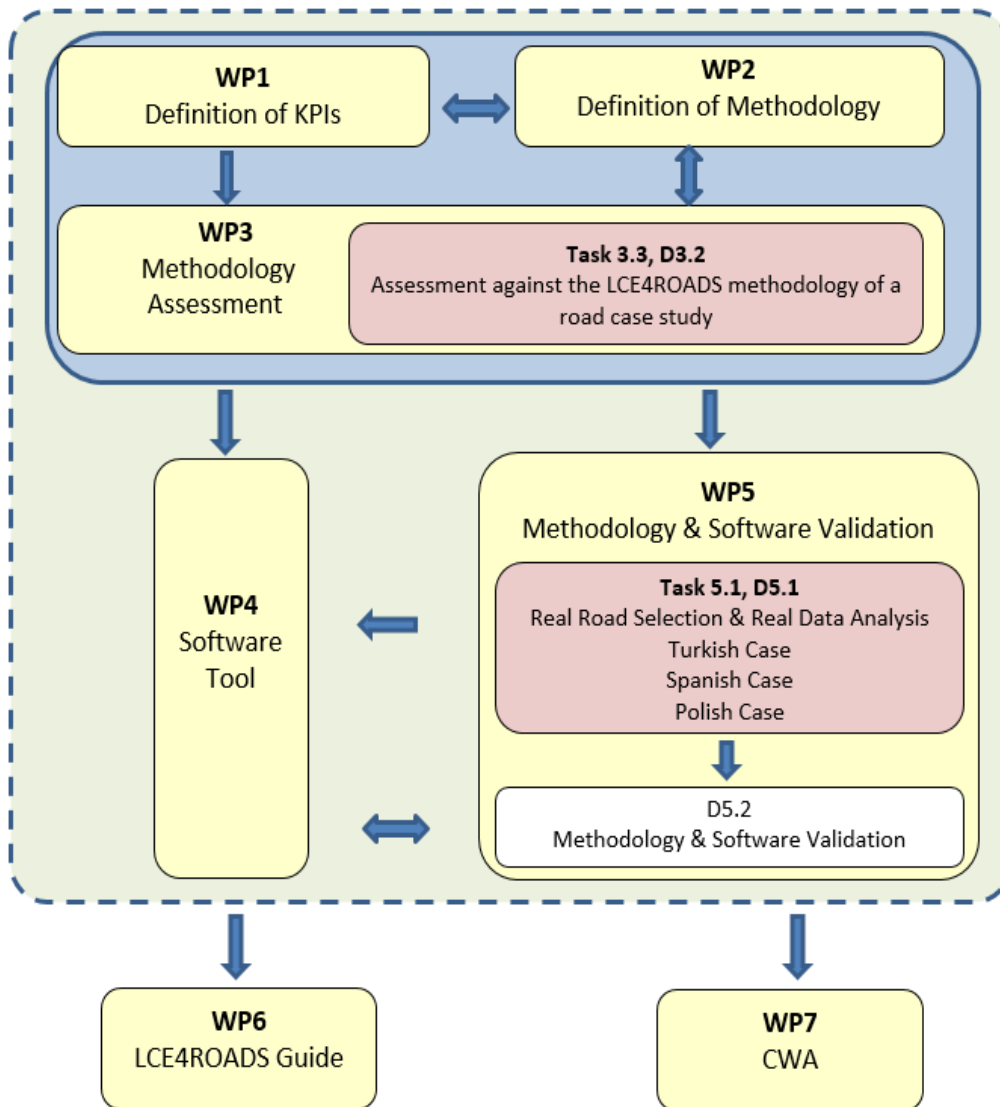 WP1
Definition of KPIs
WP2
Definition of Methodology
WP3
Methodology
Assessment
Task 3.3, D3.2
Assessment against the LCE4ROADS methodology of a
road case study
WP4
Software
Tool
WP5
Methodology & Software Validation
Task 5.1, D5.1
Real Road Selection & Real Data Analysis
Turkish Case
Spanish Case
Polish Case
D5.2
Methodology & Software Validation
WP6
LCE4ROADS Guide
WP7
CWA